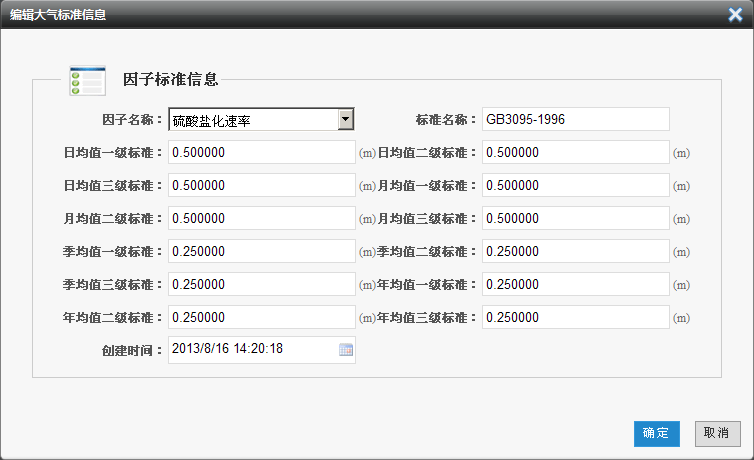 编辑大气标准信息
因子标准信息
因子名称： 硫酸盐化速率 标准名称： GB3095-1996
日均值一级标准： 0.500000 (m) 日均值二级标准： 0.500000 (m)
日均值三级标准： 0.500000 (m) 月均值一级标准： 0.500000 (m)
月均值二级标准： 0.500000 (m) 月均值三级标准： 0.500000 (m)
季均值一级标准： 0.250000 (m) 季均值二级标准： 0.250000 (m)
季均值三级标准： 0.250000 (m) 年均值一级标准： 0.250000 (m)
年均值二级标准： 0.250000 (m) 年均值三级标准： 0.250000 (m)
创建时间： 2013/8/16 14:20:18
确定 取消